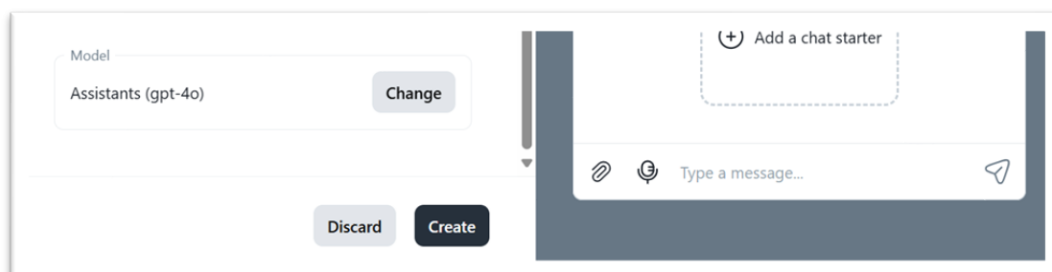 Model
Assistants (gpt-4o)
Change
Discard
Create
Add a chat starter
Type a message...